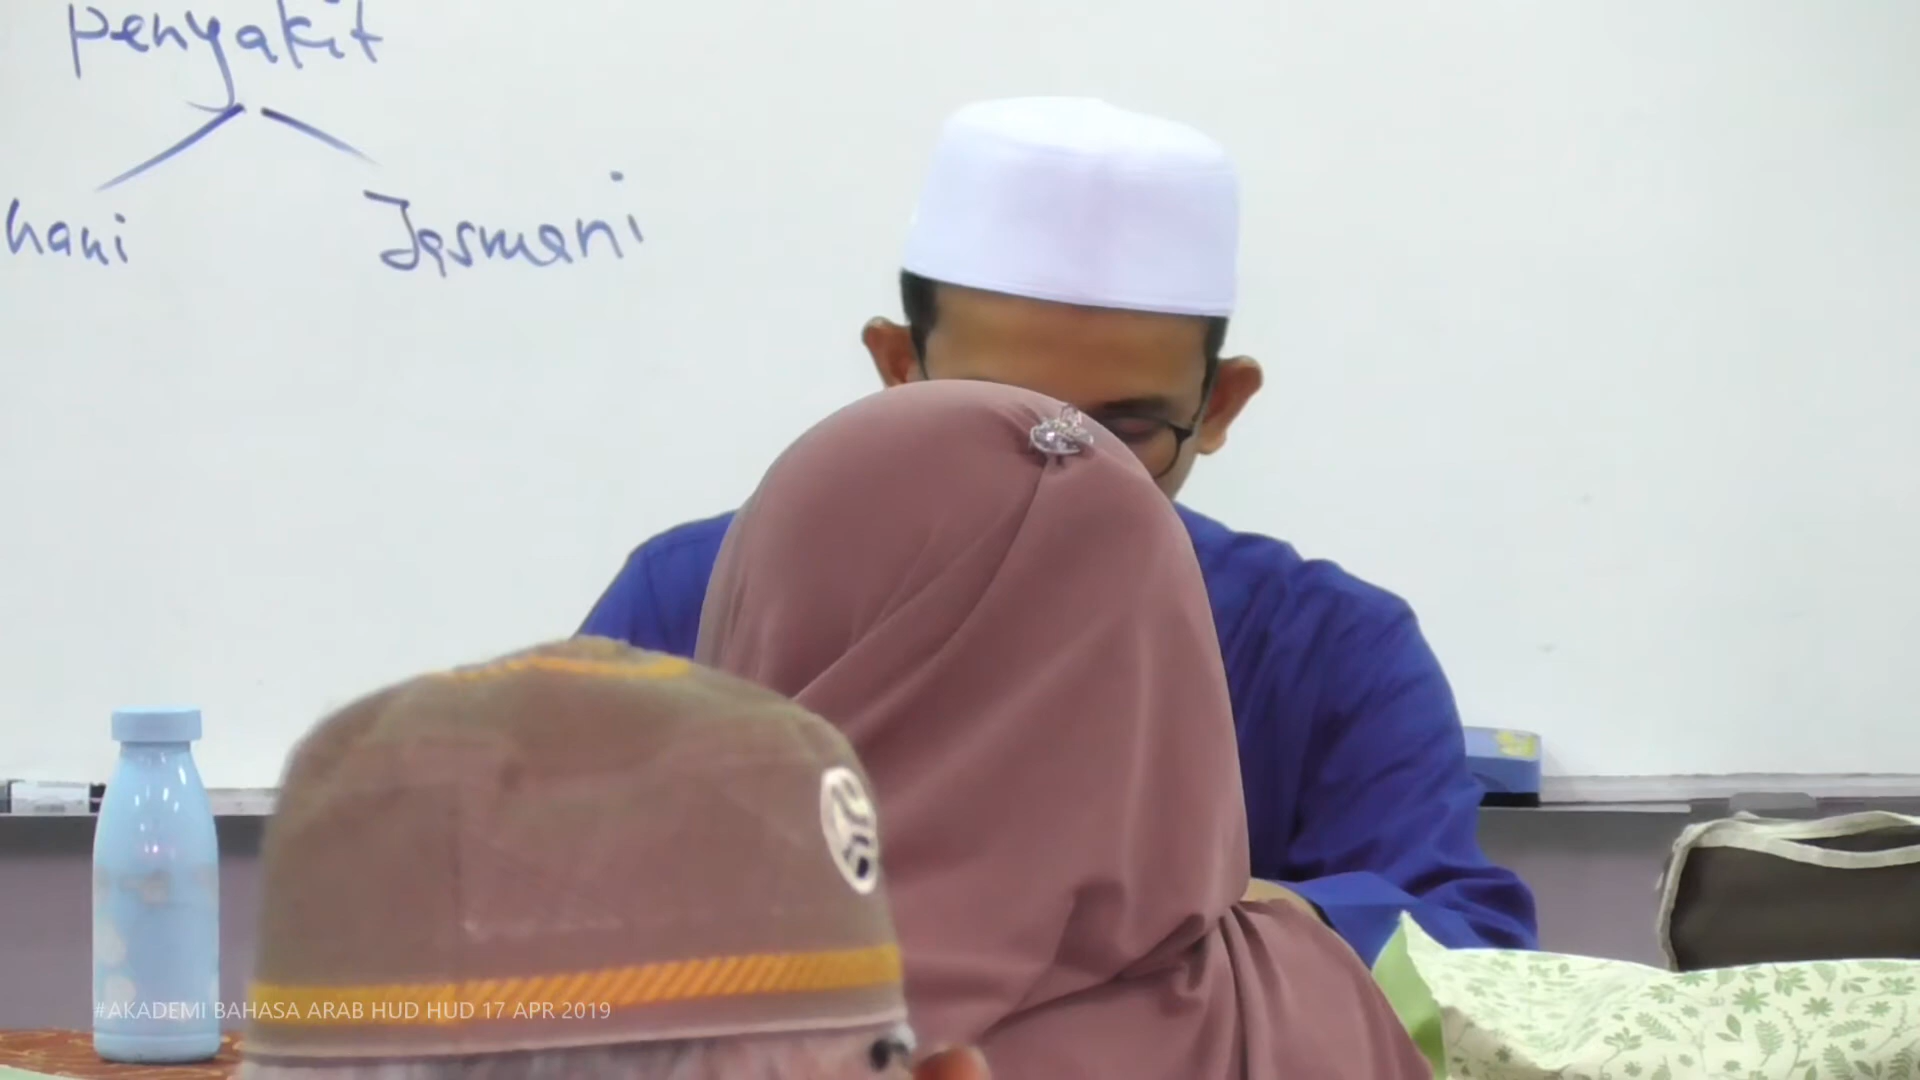 Penyakit
hani Jasmani
#AKADEMI BAHASA ARAB HUD HUD 17 APR 2019